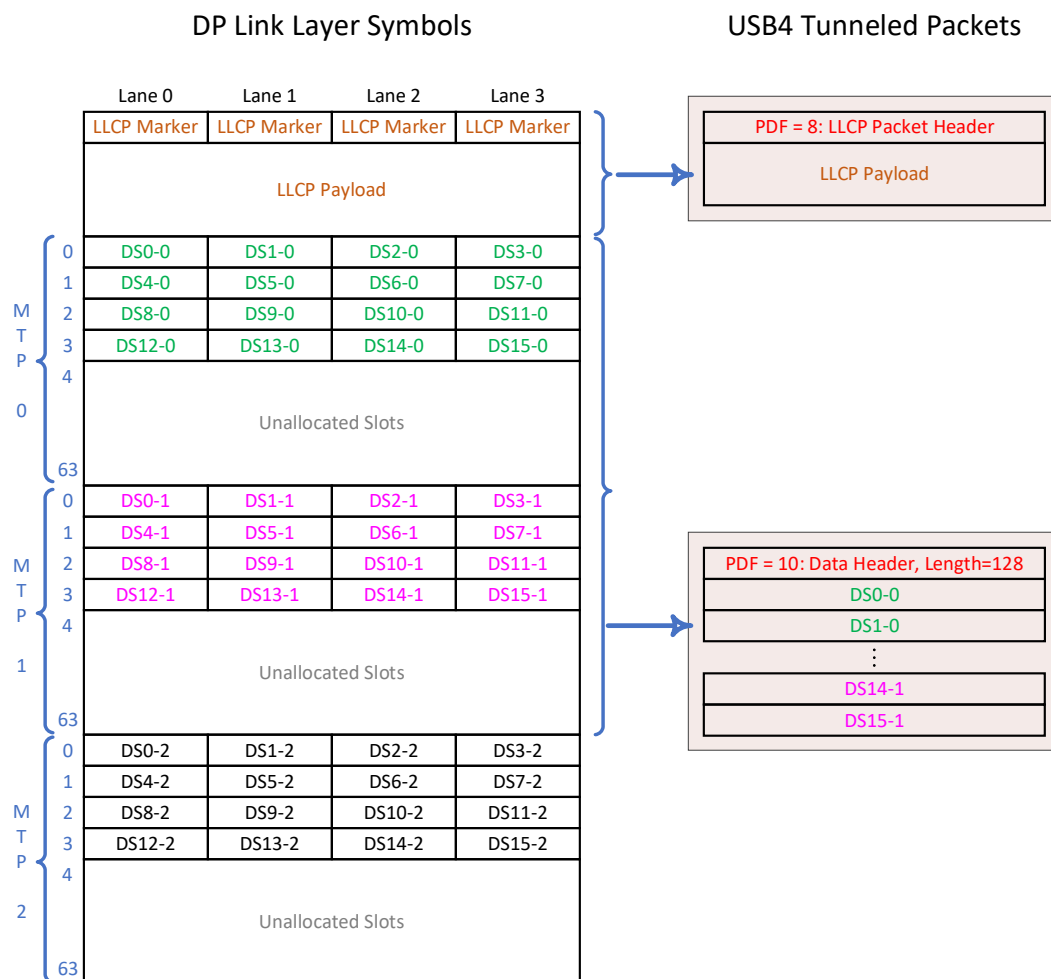 DP Link Layer Symbols
USB4 Tunneled Packets
Lane 0 Lane 1 Lane 2 Lane 3
LLCP Marker LLCP Marker LLCP Marker LLCP Marker
LLCP Payload
PDF = 8: LLCP Packet Header
LLCP Payload
M
T
P
0
0 DS0-0 DS1-0 DS2-0 DS3-0
1 DS4-0 DS5-0 DS6-0 DS7-0
2 DS8-0 DS9-0 DS10-0 DS11-0
3 DS12-0 DS13-0 DS14-0 DS15-0
4
Unallocated Slots
63
M
T
P
1
0 DS0-1 DS1-1 DS2-1 DS3-1
1 DS4-1 DS5-1 DS6-1 DS7-1
2 DS8-1 DS9-1 DS10-1 DS11-1
3 DS12-1 DS13-1 DS14-1 DS15-1
4
Unallocated Slots
63
PDF = 10: Data Header, Length=128
DS0-0
DS1-0
⋮
DS14-1
DS15-1
M
T
P
2
0 DS0-2 DS1-2 DS2-2 DS3-2
1 DS4-2 DS5-2 DS6-2 DS7-2
2 DS8-2 DS9-2 DS10-2 DS11-2
3 DS12-2 DS13-2 DS14-2 DS15-2
4
Unallocated Slots
63